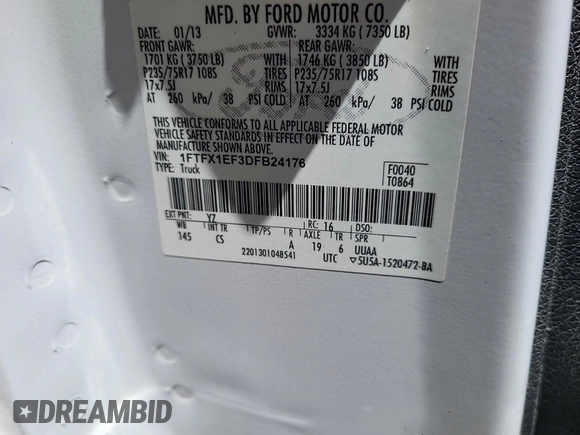 MFD. BY FORD MOTOR CO.
DATE: 01/13 GVWR: 3334 KG ( 7350 LB)
FRONT GAWR: REAR GAWR:
1701 KG ( 3750 LB) WITH 1746 KG ( 3850 LB) WITH
P235/75R17 108S TIRES P235/75R17 108S TIRES
17x7.5J RIMS 17x7.5J RIMS
AT 260 kPa/ 38 PSI COLD AT 260 kPa/ 38 PSI COLD
THIS VEHICLE CONFORMS TO ALL APPLICABLE FEDERAL MOTOR
VEHICLE SAFETY STANDARDS IN EFFECT ON THE DATE OF
MANUFACTURE SHOWN ABOVE.
VIN: 1FTFX1EF3DFB24176 F0040
TYPE: Truck T0864
EXT PNT: YZ RC: 16 DSO:
WB INT TR TP/PS R AXLE TR SPR
145 CS A 19 6 UUAA
2201301048541 UTC ▽5U5A-1520472-BA
DREAMBID